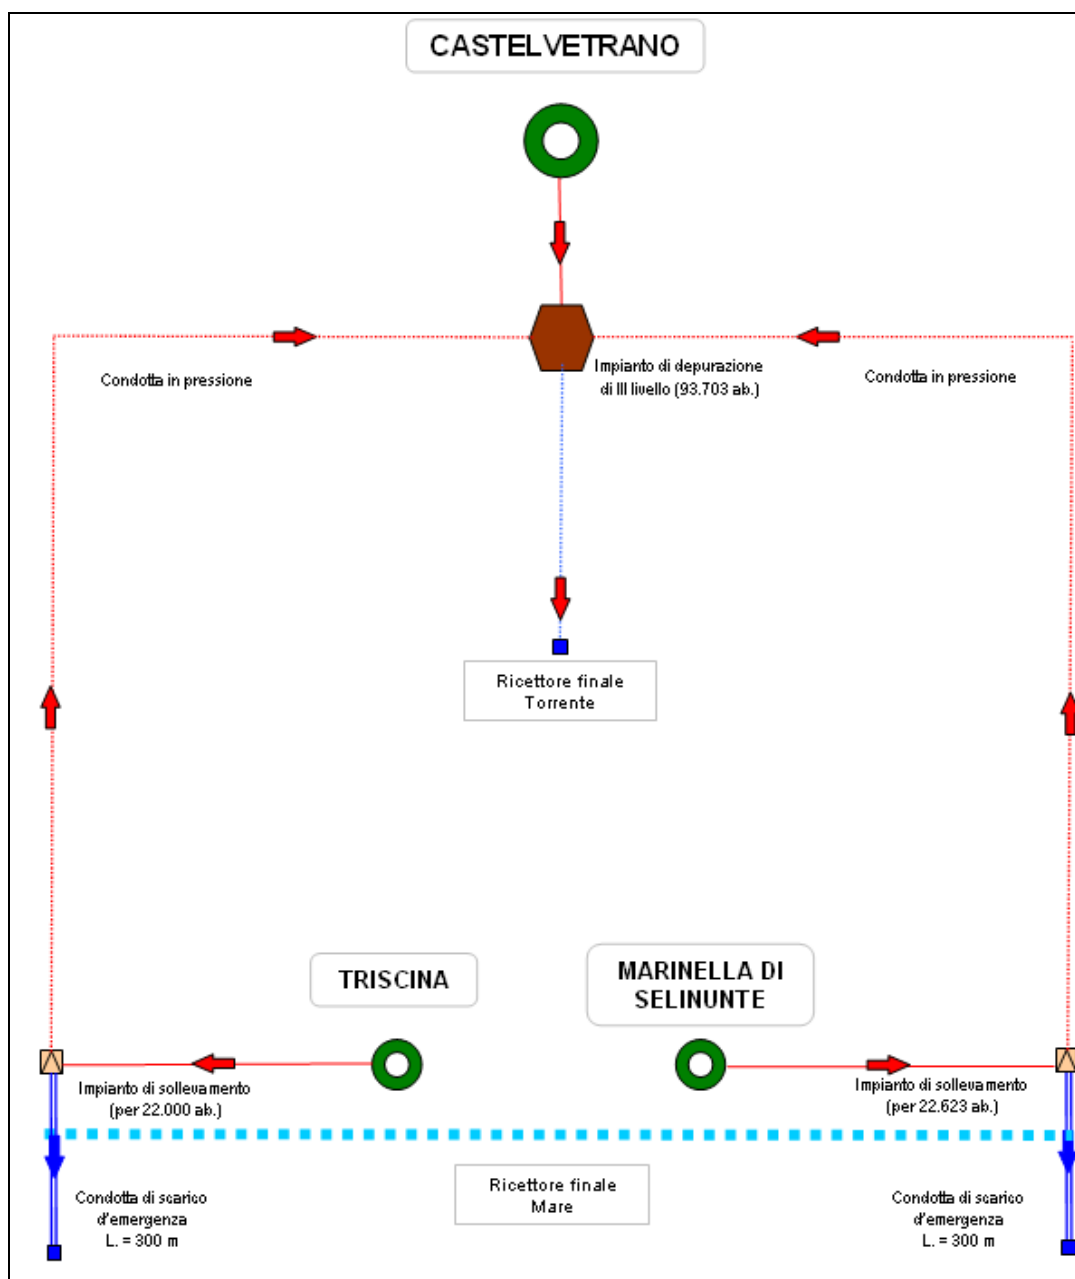 CASTELVETRANO
Condotta in pressione
Impianto di depurazione
di III livello (93.703 ab.)
Condotta in pressione
Ricettore finale
Torrente
TRISCINA
MARINELLA DI
SELINUNTE
Impianto di sollevamento
(per 22.000 ab.)
Impianto di sollevamento
(per 22.623 ab.)
Ricettore finale
Mare
Condotta di scarico
d'emergenza
L. = 300 m
Condotta di scarico
d'emergenza
L. = 300 m